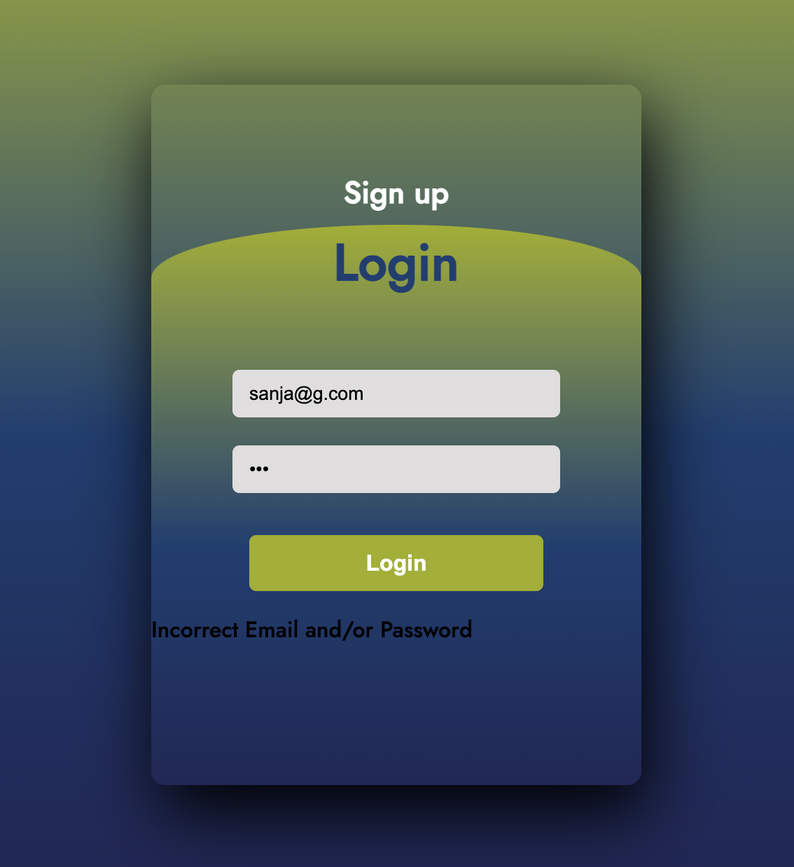 Sign up
Login
sanja@g.com
•••
Login
Incorrect Email and/or Password